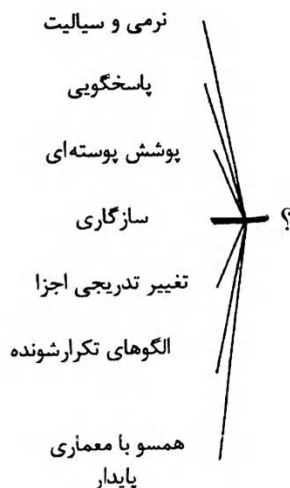 نرمی و سیالیت
پاسخگویی
پوشش پوسته‌ای
سازگاری
؟
تغییر تدریجی اجزا
الگوهای تکرارشونده
همسو با معماری
پایدار